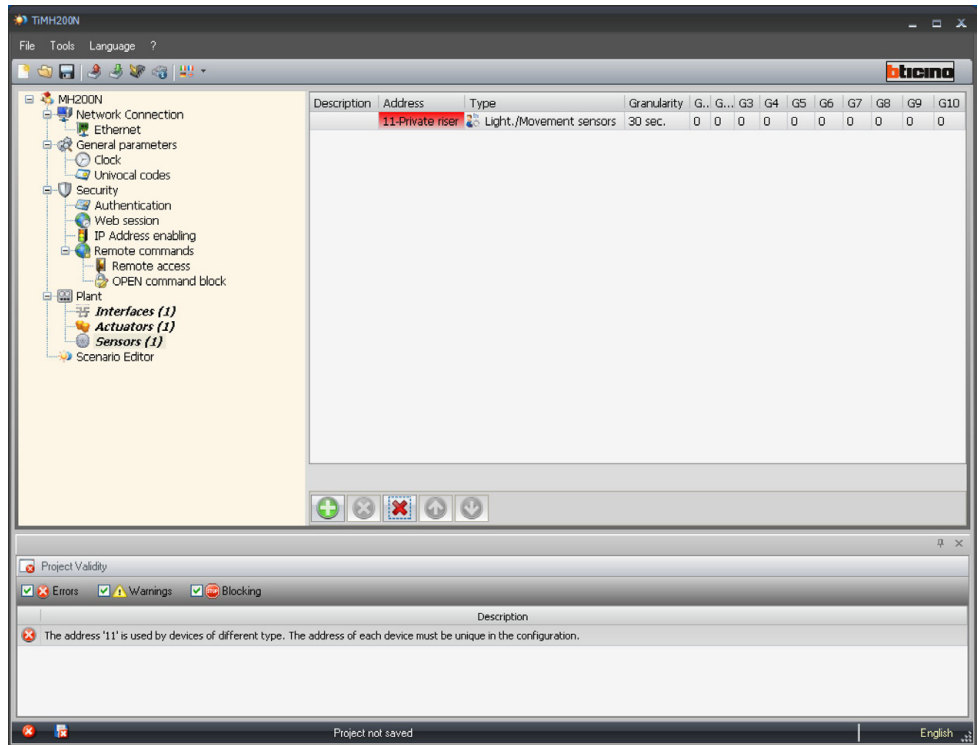 TiMH200N
File Tools Language ?
bticino
MH200N
Network Connection
Ethernet
General parameters
Clock
Univocal codes
Security
Authentication
Web session
IP Address enabling
Remote commands
Remote access
OPEN command block
Plant
Interfaces (1)
Actuators (1)
Sensors (1)
Scenario Editor
Description Address Type Granularity G.. G... G3 G4 G5 G6 G7 G8 G9 G10
11-Private riser Light./Movement sensors 30 sec. 0 0 0 0 0 0 0 0 0 0
Project Validity
Errors Warnings Blocking
Description
The address '11' is used by devices of different type. The address of each device must be unique in the configuration.
Project not saved English